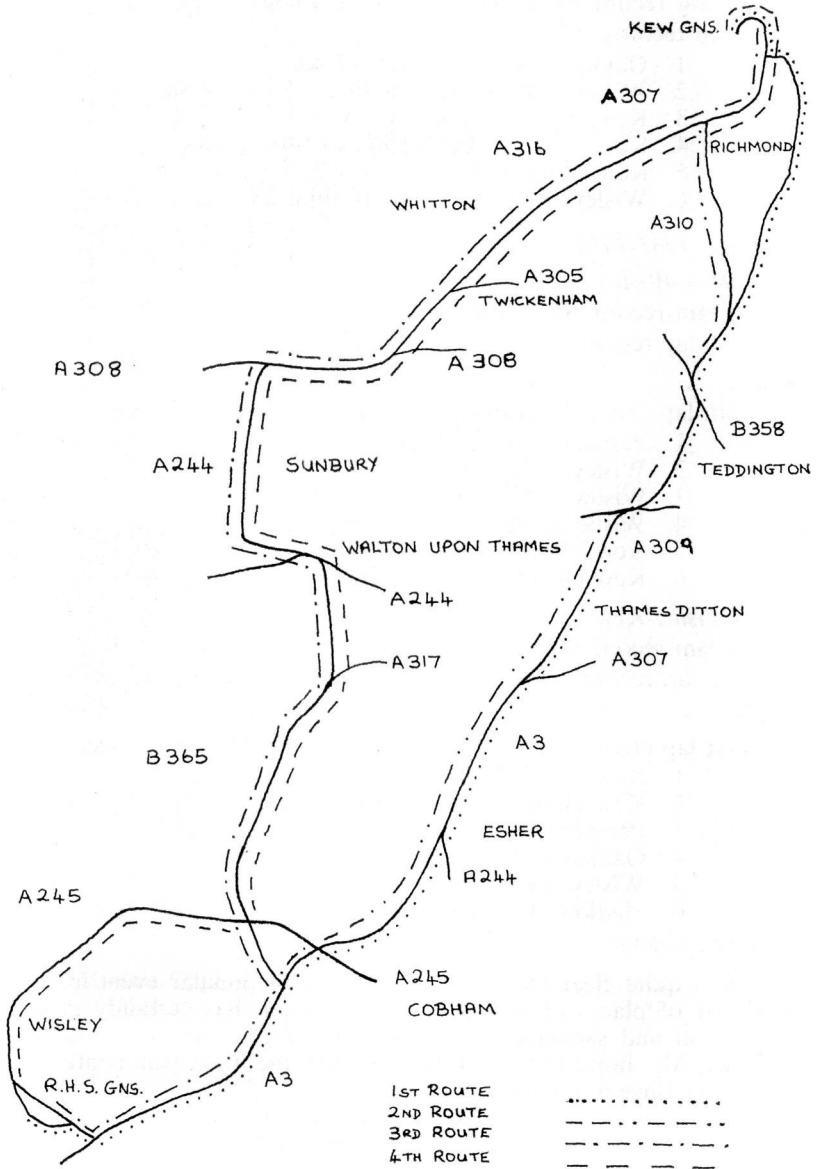 KEW GNS.
A307
A316
RICHMOND
WHITTON
A310
A305
TWICKENHAM
A308
A308
B358
A244
SUNBURY
TEDDINGTON
WALTON UPON THAMES
A309
A244
THAMES DITTON
A317
A307
A3
B365
ESHER
A244
A245
A245
COBHAM
WISLEY
R.H.S. GNS.
A3
1ST ROUTE
2ND ROUTE
3RD ROUTE
4TH ROUTE